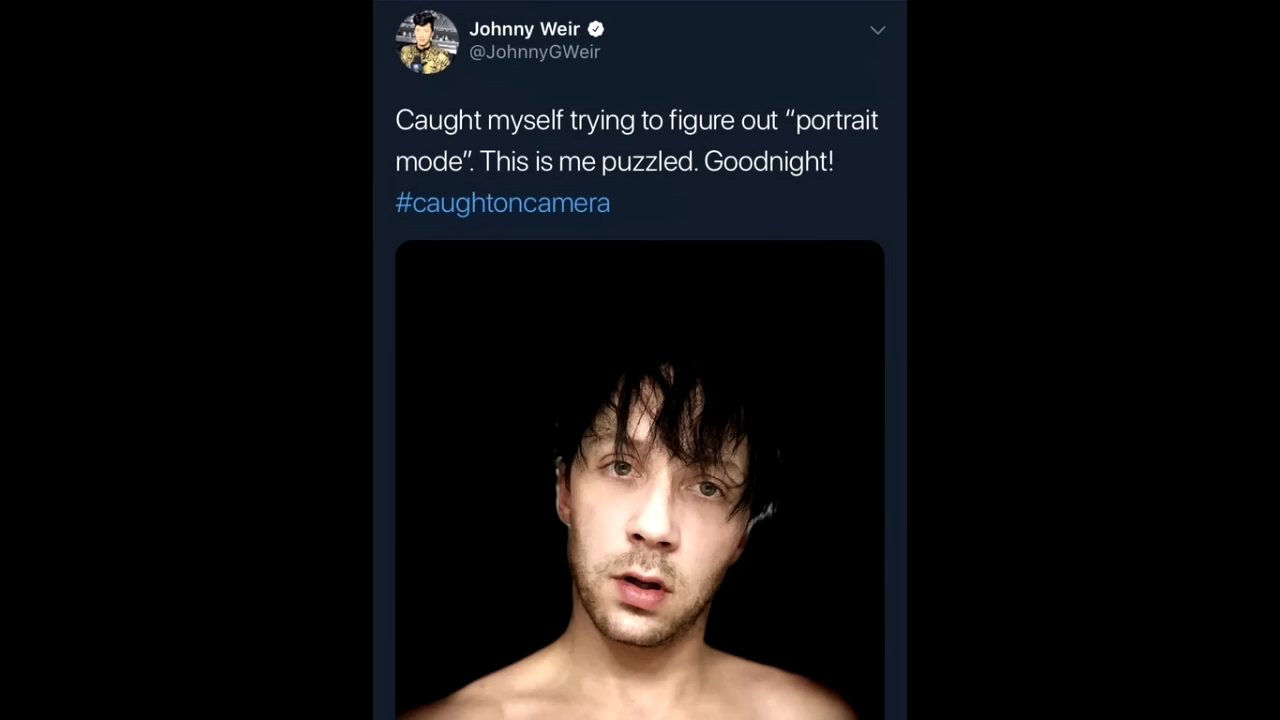 Johnny Weir
@JohnnyGWeir
Caught myself trying to figure out “portrait
mode”. This is me puzzled. Goodnight!
#caughtoncamera